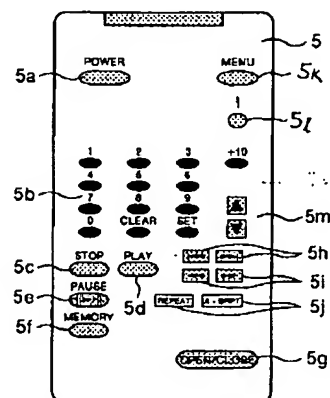 5
POWER MENU
5a 5k
1
5l
1 2 3 +10
4 5 6
5b 7 8 9
5m
0 CLEAR SET
5c STOP PLAY 5h
5d 5i
5e PAUSE
REPEAT 5j
5f MEMORY
OPEN/CLOSE 5g